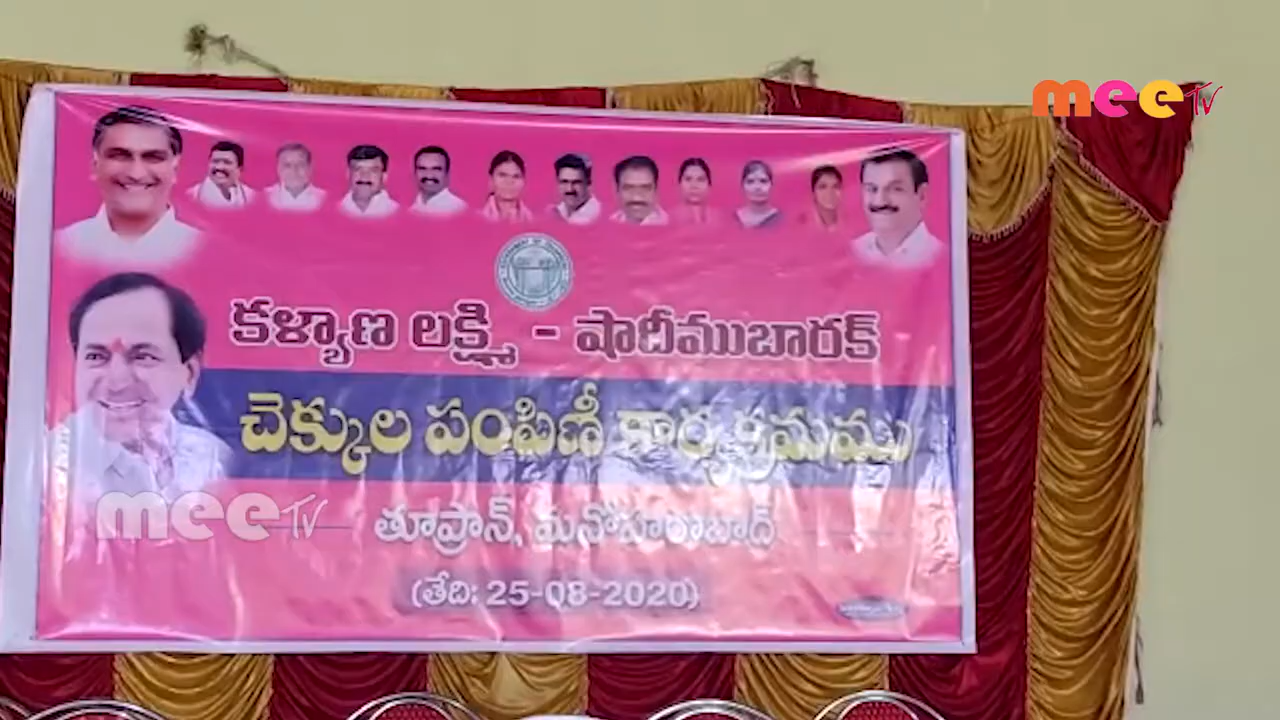 mee TV
కళ్యాణ లక్ష్మి - షాదీముబారక్
చెక్కుల పంపిణీ కార్యక్రమము
mee TV
తూప్రాన్, మనోహరాబాద్
(తేది: 25-08-2020)